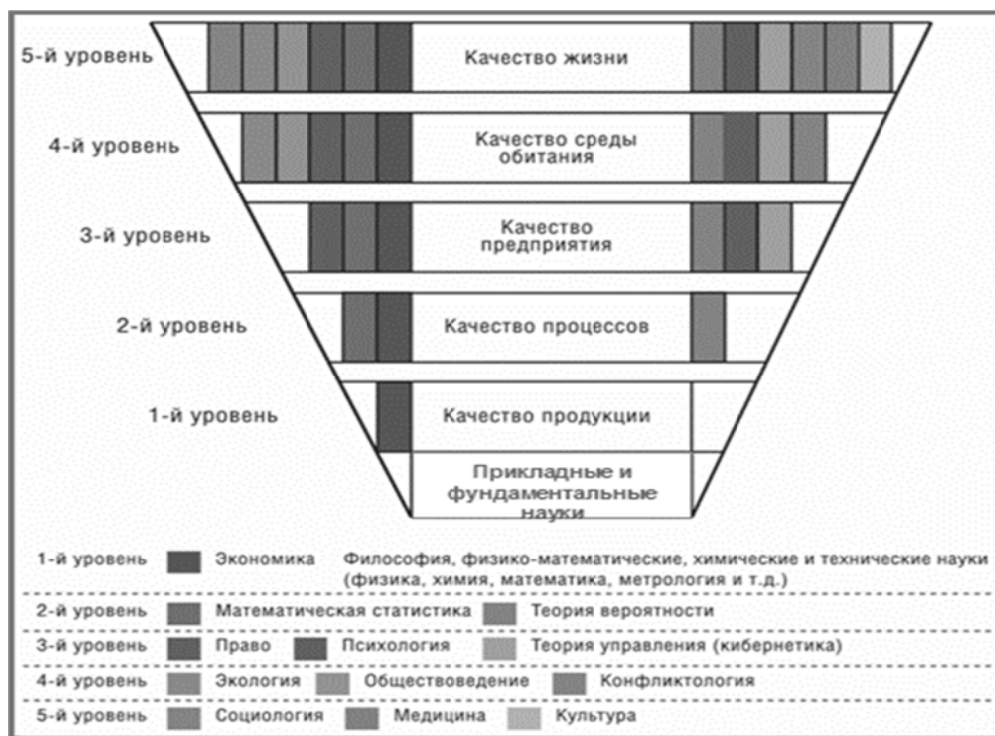 5-й уровень
Качество жизни
4-й уровень
Качество среды
обитания
3-й уровень
Качество
предприятия
2-й уровень
Качество процессов
1-й уровень
Качество продукции
Прикладные и
фундаментальные
науки
1-й уровень Экономика Философия, физико-математические, химические и технические науки
(физика, химия, математика, метрология и т.д.)
2-й уровень Математическая статистика Теория вероятности
3-й уровень Право Психология Теория управления (кибернетика)
4-й уровень Экология Обществоведение Конфликтология
5-й уровень Социология Медицина Культура